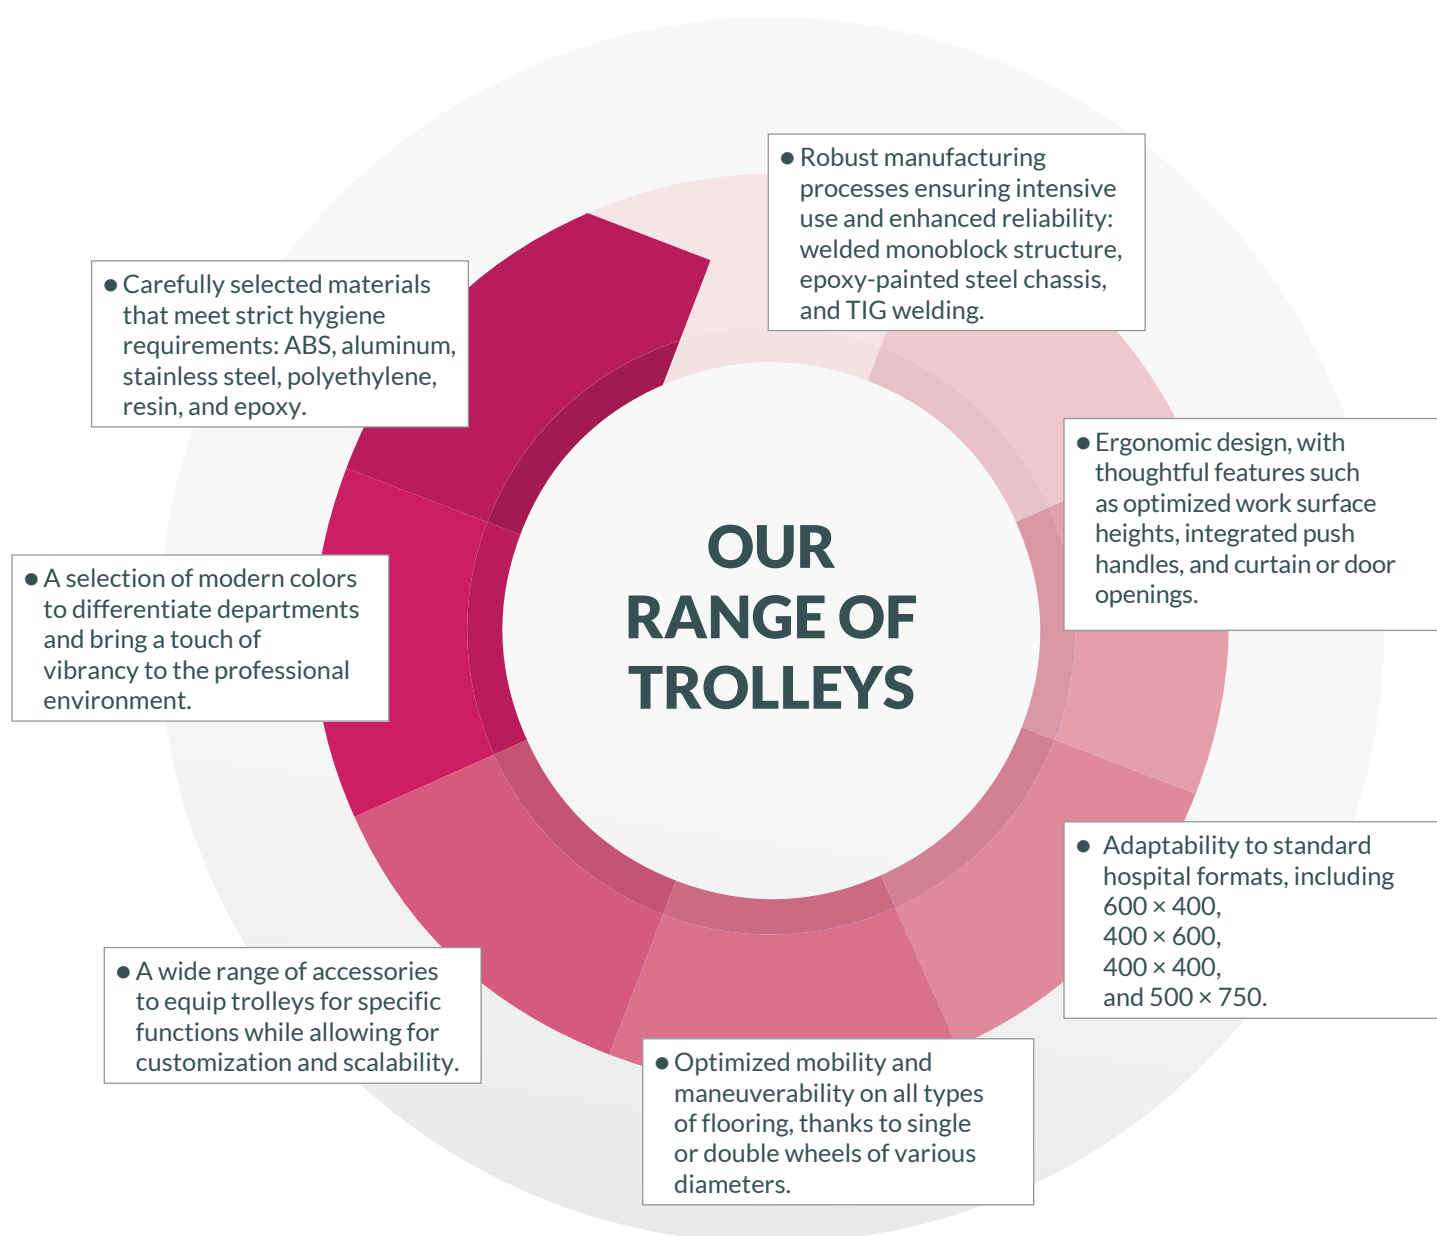 OUR
RANGE OF
TROLLEYS
● Robust manufacturing
processes ensuring intensive
use and enhanced reliability:
welded monoblock structure,
epoxy-painted steel chassis,
and TIG welding.
● Ergonomic design, with
thoughtful features such
as optimized work surface
heights, integrated push
handles, and curtain or door
openings.
● Adaptability to standard
hospital formats, including
600 × 400,
400 × 600,
400 × 400,
and 500 × 750.
● Optimized mobility and
maneuverability on all types
of flooring, thanks to single
or double wheels of various
diameters.
● A wide range of accessories
to equip trolleys for specific
functions while allowing for
customization and scalability.
● A selection of modern colors
to differentiate departments
and bring a touch of
vibrancy to the professional
environment.
● Carefully selected materials
that meet strict hygiene
requirements: ABS, aluminum,
stainless steel, polyethylene,
resin, and epoxy.